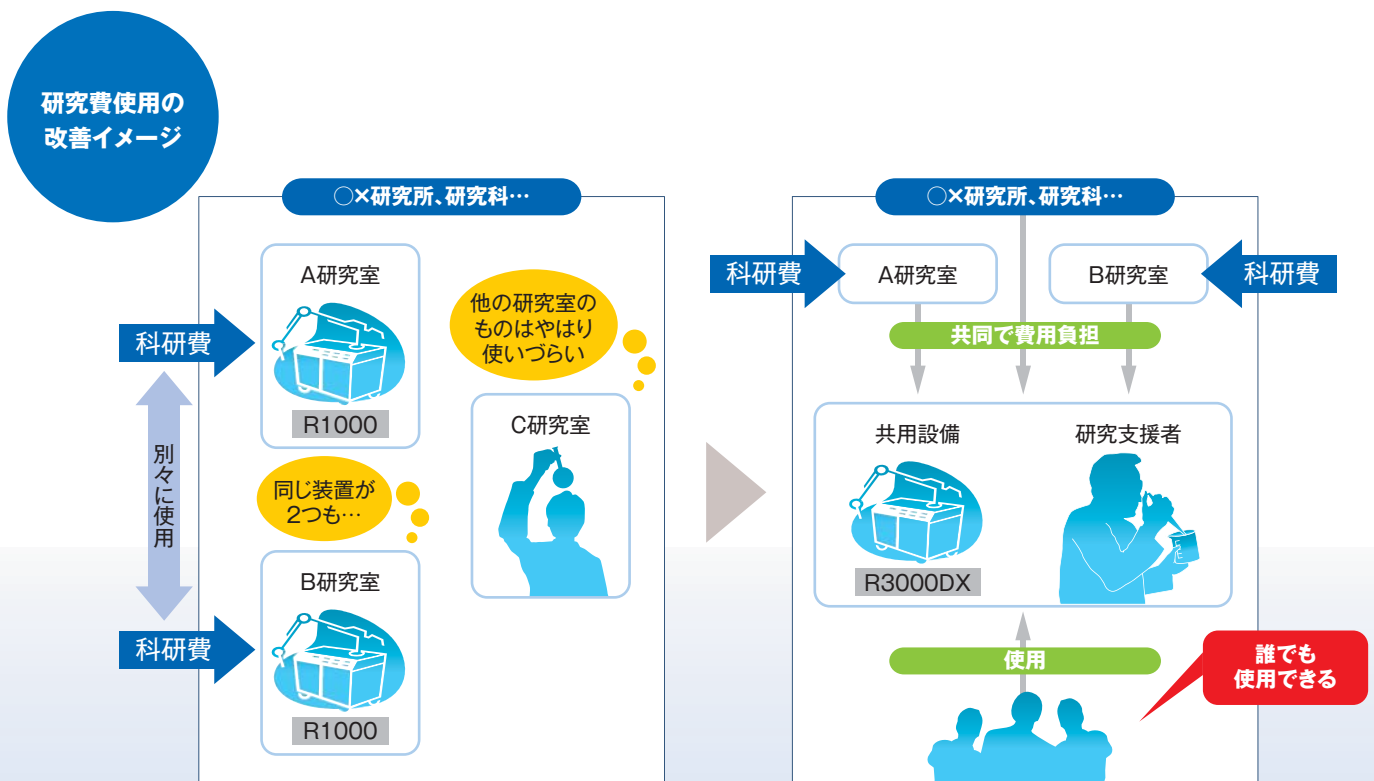 研究費使用の
改善イメージ
○×研究所、研究科…
科研費
A研究室
R1000
他の研究室の
ものはやはり
使いづらい
C研究室
別々に使用
同じ装置が
2つも…
科研費
B研究室
R1000
○×研究所、研究科…
科研費
A研究室
B研究室
科研費
共同で費用負担
共用設備
研究支援者
R3000DX
使用
誰でも
使用できる